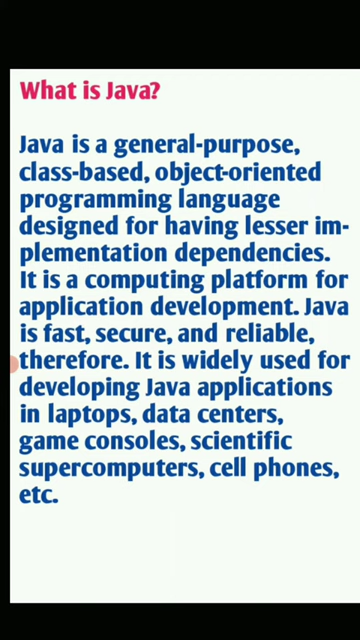 What is Java?
Java is a general-purpose,
class-based, object-oriented
programming language
designed for having lesser im-
plementation dependencies.
It is a computing platform for
application development. Java
is fast, secure, and reliable,
therefore. It is widely used for
developing Java applications
in laptops, data centers,
game consoles, scientific
supercomputers, cell phones,
etc.